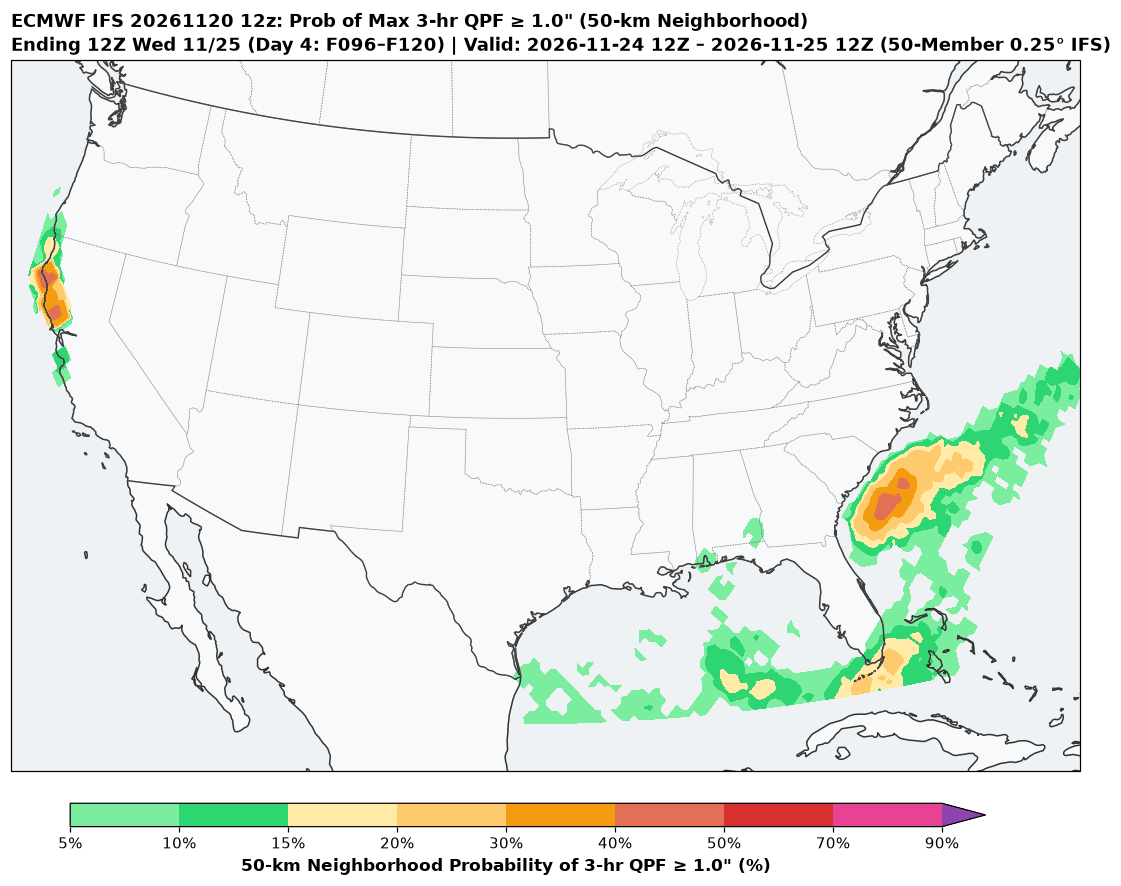 ECMWF IFS 20261120 12z: Prob of Max 3-hr QPF ≥ 1.0" (50-km Neighborhood)
Ending 12Z Wed 11/25 (Day 4: F096–F120) | Valid: 2026-11-24 12Z – 2026-11-25 12Z (50-Member 0.25° IFS)
5% 10% 15% 20% 30% 40% 50% 70% 90%
50-km Neighborhood Probability of 3-hr QPF ≥ 1.0" (%)